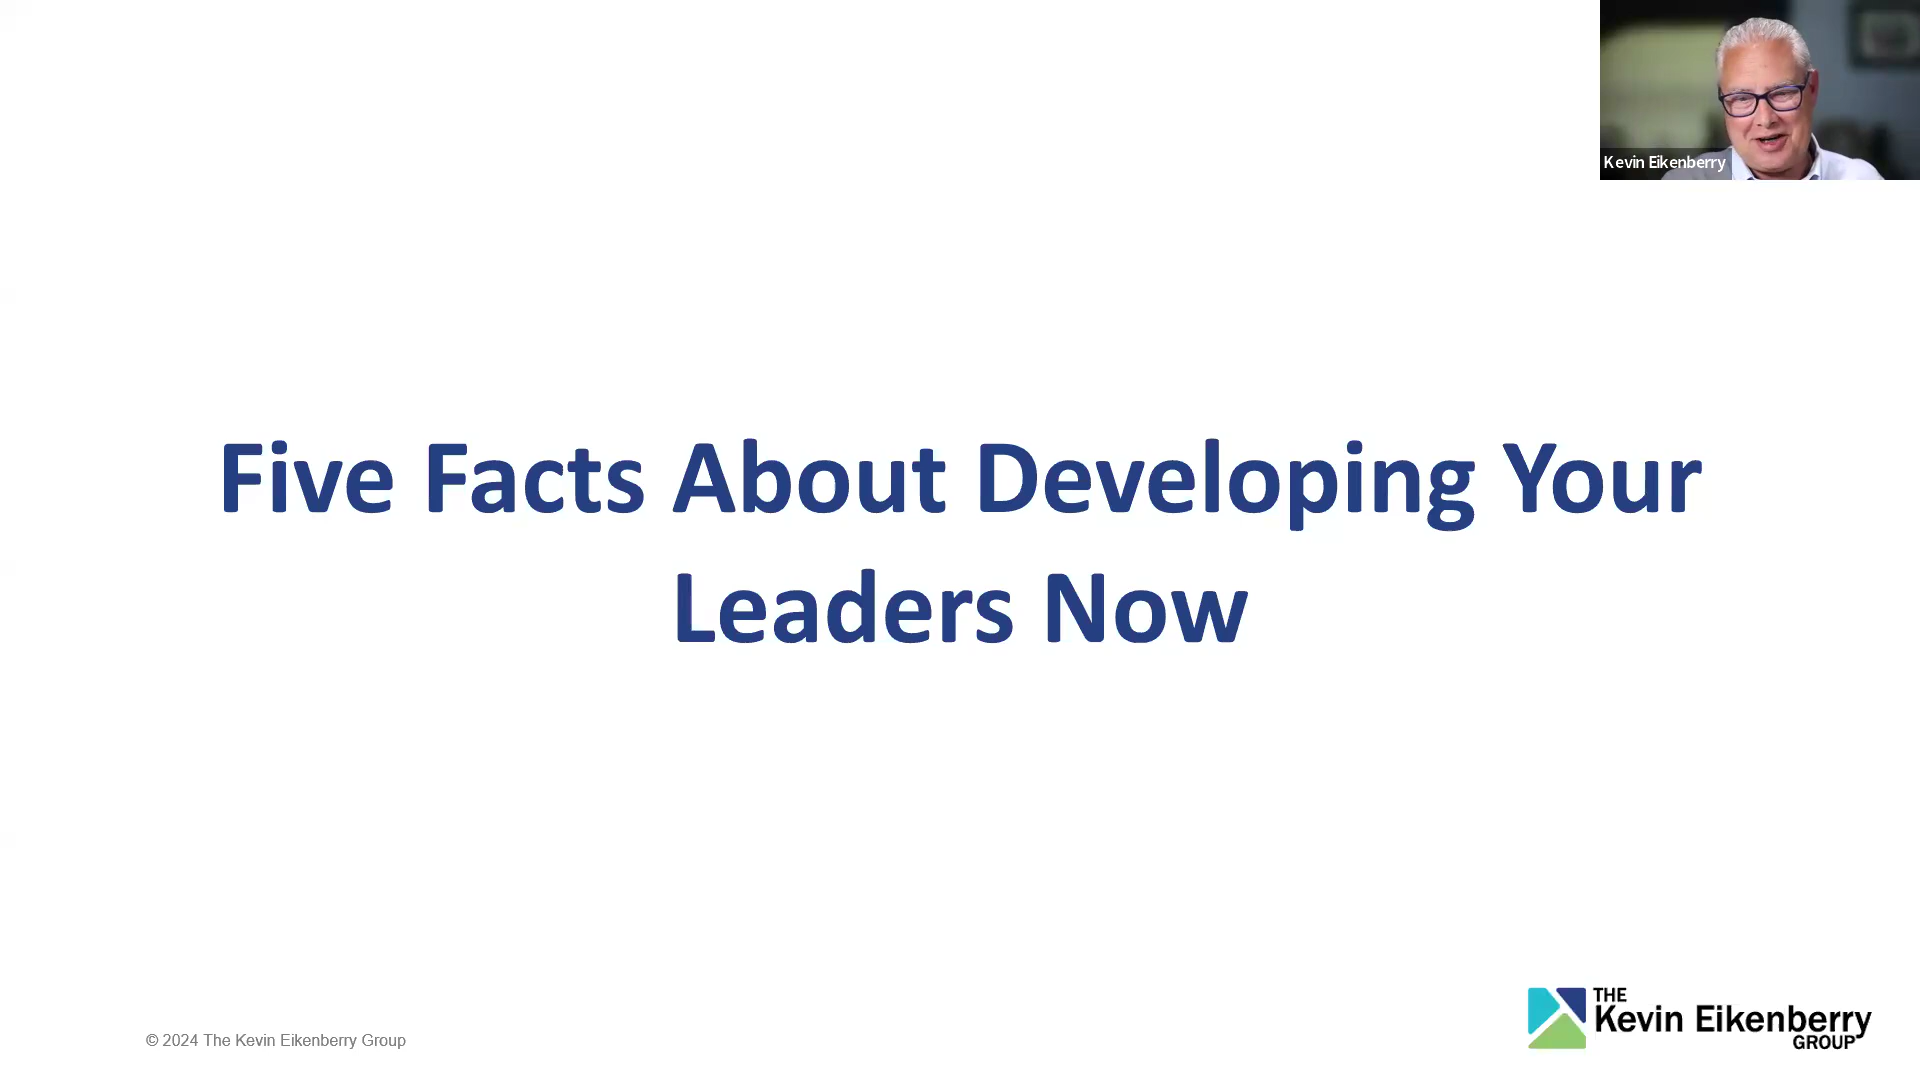 Kevin Eikenberry
Five Facts About Developing Your
Leaders Now
© 2024 The Kevin Eikenberry Group
THE
Kevin Eikenberry
GROUP